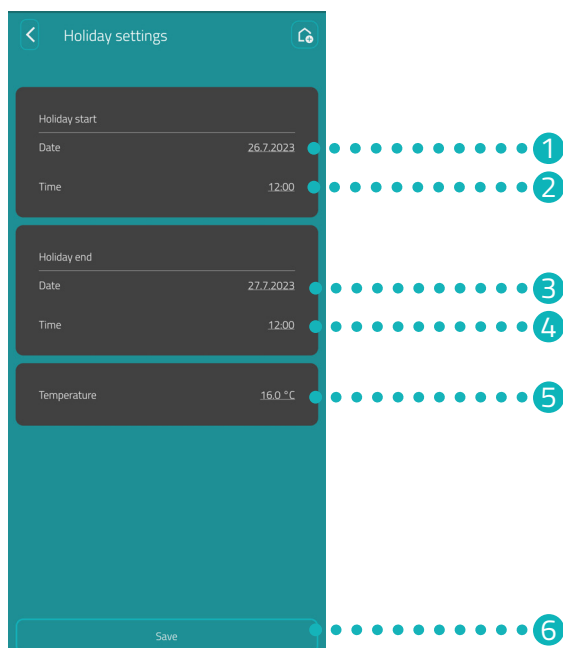 Holiday settings
Holiday start
Date 26.7.2023 1
Time 12:00 2
Holiday end
Date 27.7.2023 3
Time 12:00 4
Temperature 16.0 °C 5
Save 6